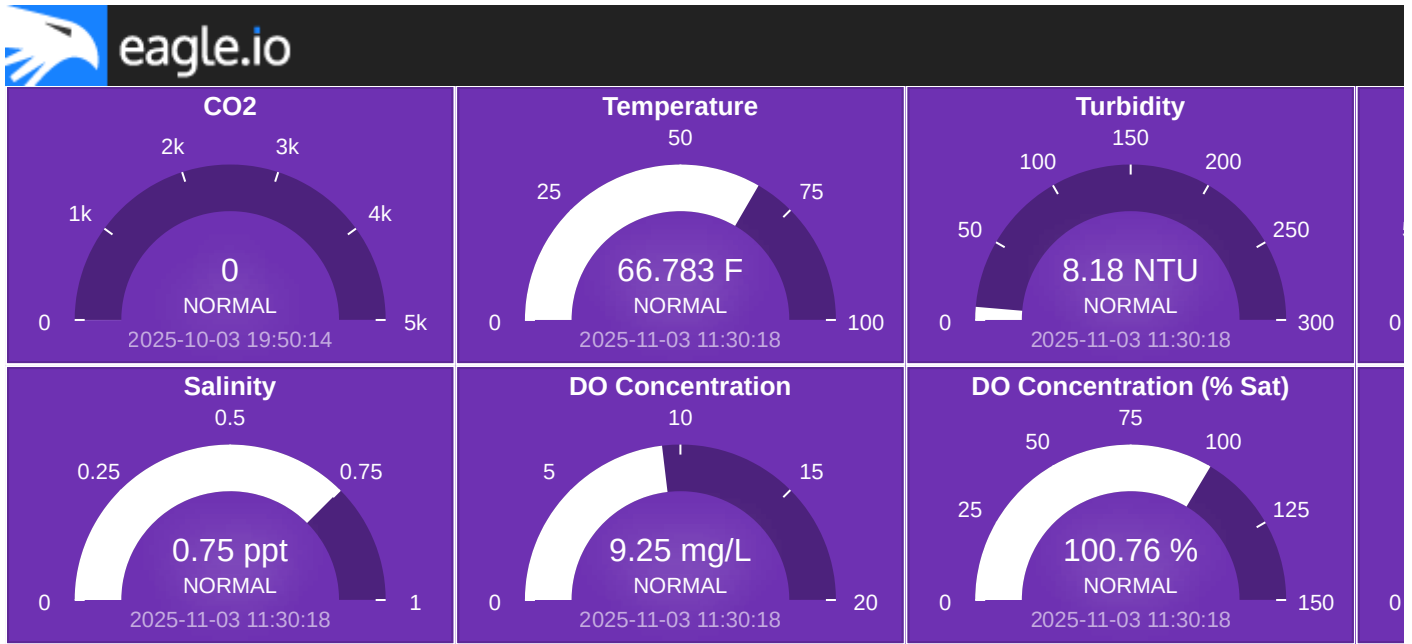 eagle.io
CO2
2k
3k
1k
4k
0
NORMAL
0
5k
2025-10-03 19:50:14
Temperature
50
25
75
66.783 F
NORMAL
0
100
2025-11-03 11:30:18
Turbidity
150
100
200
50
250
8.18 NTU
NORMAL
0
300
2025-11-03 11:30:18
0
Salinity
0.5
0.25
0.75
0.75 ppt
NORMAL
0
1
2025-11-03 11:30:18
DO Concentration
10
5
15
9.25 mg/L
NORMAL
0
20
2025-11-03 11:30:18
DO Concentration (% Sat)
75
50
100
25
125
100.76 %
NORMAL
0
150
2025-11-03 11:30:18
0